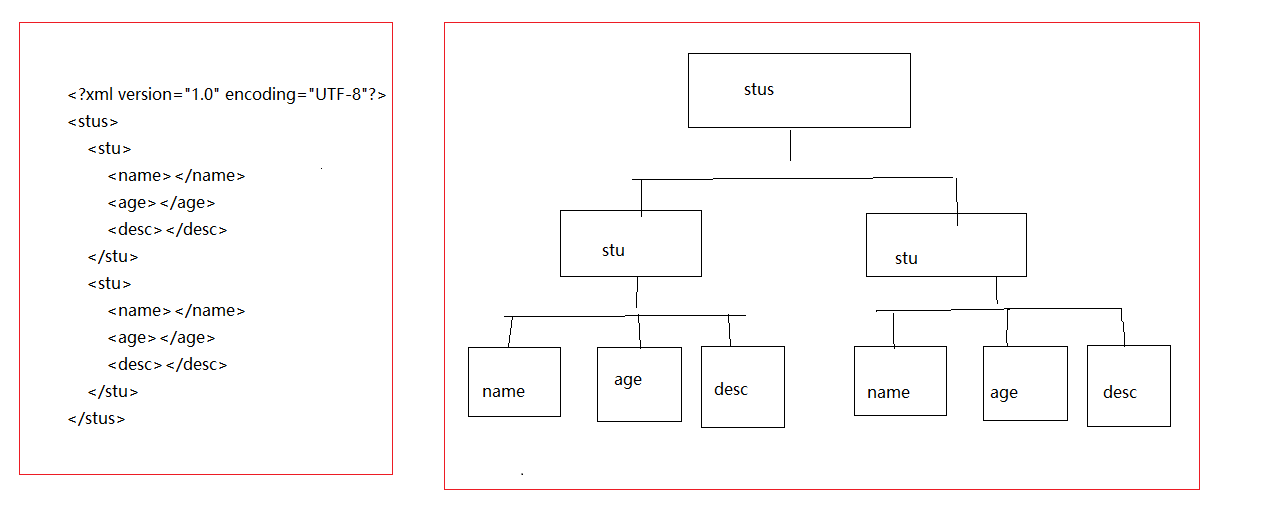 <?xml version="1.0" encoding="UTF-8"?>
<stus>
<stu>
<name></name>
<age></age>
<desc></desc>
</stu>
<stu>
<name></name>
<age></age>
<desc></desc>
</stu>
</stus>
stus
stu
stu
name
age
desc
name
age
desc